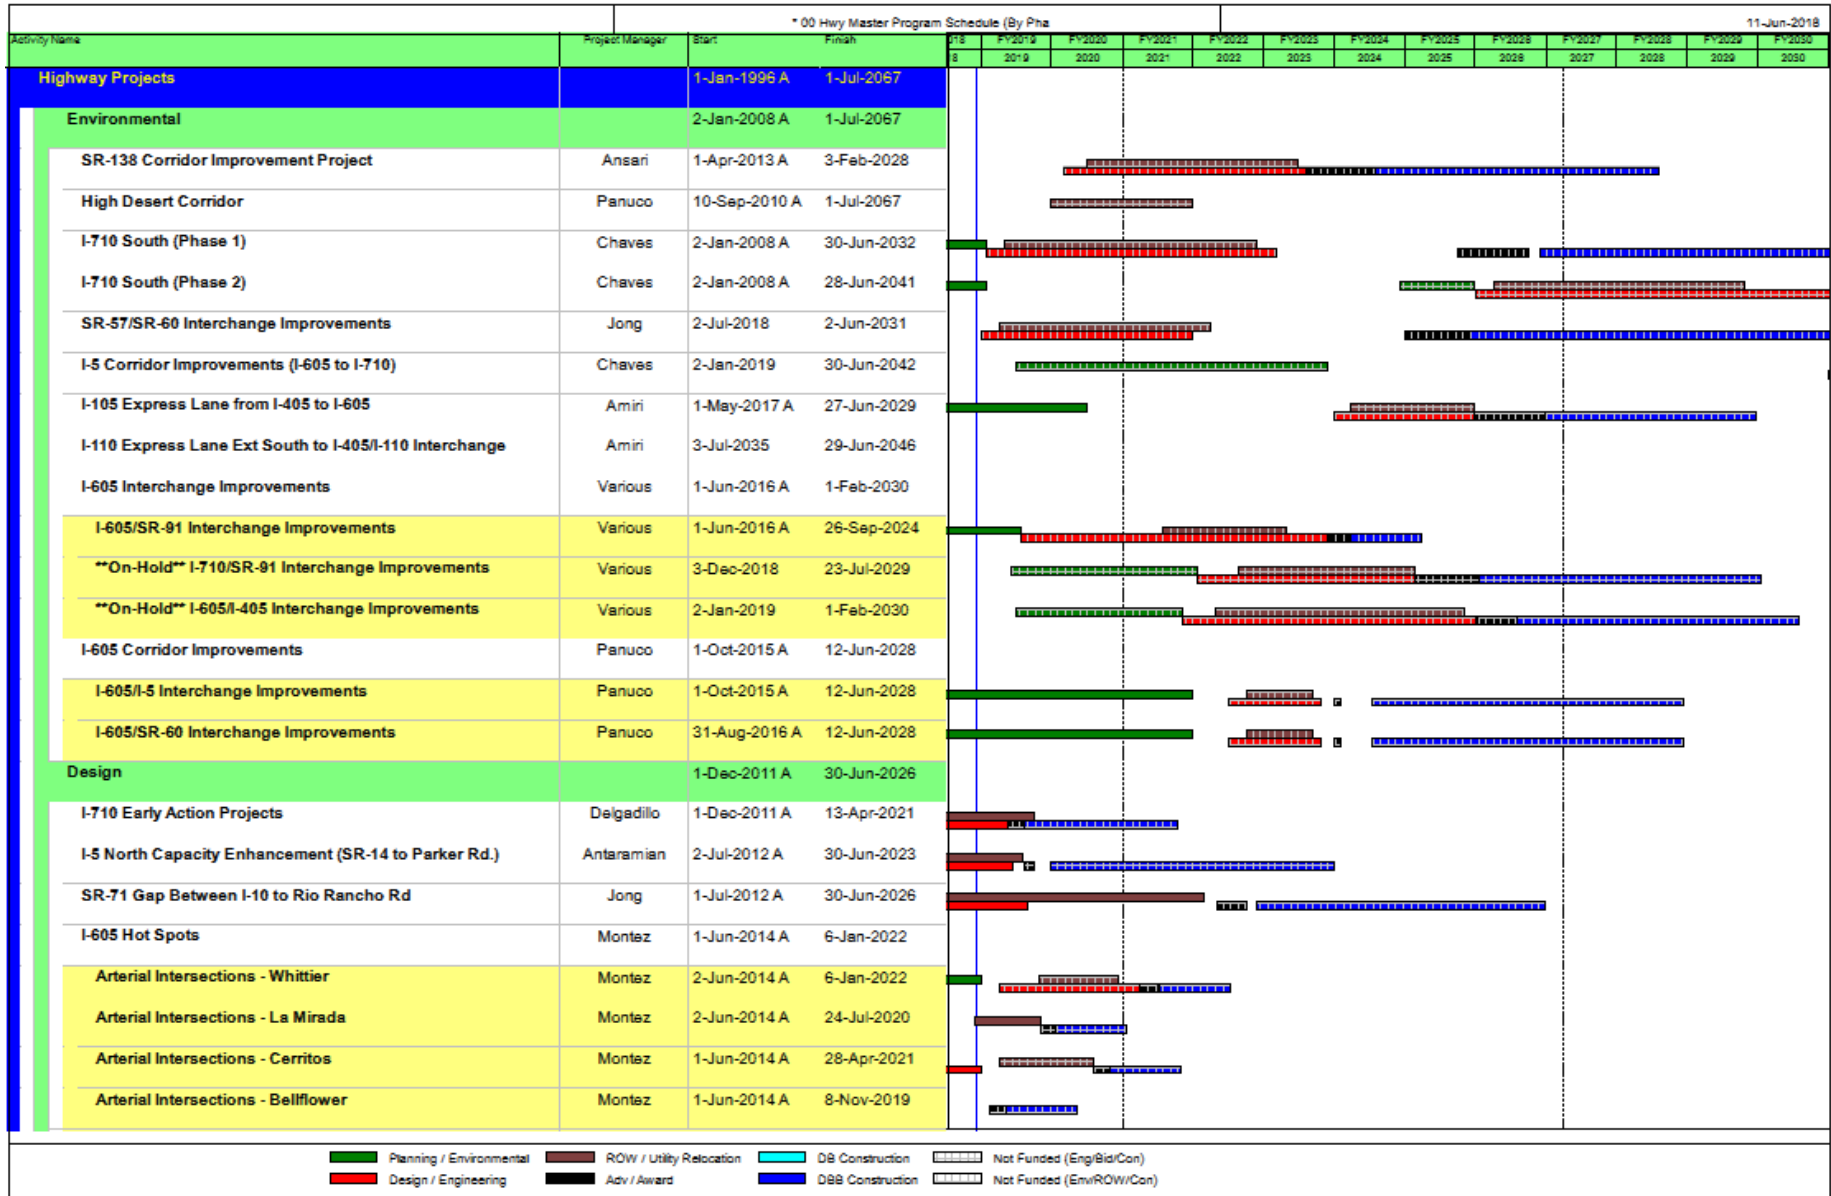 * 00 Hwy Master Program Schedule (By Pha 11-Jun-2018
Activity Name Project Manager Start Finish 018 FY2019 FY2020 FY2021 FY2022 FY2023 FY2024 FY2025 FY2026 FY2027 FY2028 FY2029 FY2030
8 2019 2020 2021 2022 2023 2024 2025 2026 2027 2028 2029 2030
Highway Projects 1-Jan-1996 A 1-Jul-2067
Environmental 2-Jan-2008 A 1-Jul-2067
SR-138 Corridor Improvement Project Ansari 1-Apr-2013 A 3-Feb-2028
High Desert Corridor Panuco 10-Sep-2010 A 1-Jul-2067
I-710 South (Phase 1) Chaves 2-Jan-2008 A 30-Jun-2032
I-710 South (Phase 2) Chaves 2-Jan-2008 A 28-Jun-2041
SR-57/SR-60 Interchange Improvements Jong 2-Jul-2018 2-Jun-2031
I-5 Corridor Improvements (I-605 to I-710) Chaves 2-Jan-2019 30-Jun-2042
I-105 Express Lane from I-405 to I-605 Amiri 1-May-2017 A 27-Jun-2029
I-110 Express Lane Ext South to I-405/I-110 Interchange Amiri 3-Jul-2035 29-Jun-2046
I-605 Interchange Improvements Various 1-Jun-2016 A 1-Feb-2030
I-605/SR-91 Interchange Improvements Various 1-Jun-2016 A 26-Sep-2024
**On-Hold** I-710/SR-91 Interchange Improvements Various 3-Dec-2018 23-Jul-2029
**On-Hold** I-605/I-405 Interchange Improvements Various 2-Jan-2019 1-Feb-2030
I-605 Corridor Improvements Panuco 1-Oct-2015 A 12-Jun-2028
I-605/I-5 Interchange Improvements Panuco 1-Oct-2015 A 12-Jun-2028
I-605/SR-60 Interchange Improvements Panuco 31-Aug-2016 A 12-Jun-2028
Design 1-Dec-2011 A 30-Jun-2026
I-710 Early Action Projects Delgadillo 1-Dec-2011 A 13-Apr-2021
I-5 North Capacity Enhancement (SR-14 to Parker Rd.) Antaramian 2-Jul-2012 A 30-Jun-2023
SR-71 Gap Between I-10 to Rio Rancho Rd Jong 1-Jul-2012 A 30-Jun-2026
I-605 Hot Spots Montez 1-Jun-2014 A 6-Jan-2022
Arterial Intersections - Whittier Montez 2-Jun-2014 A 6-Jan-2022
Arterial Intersections - La Mirada Montez 2-Jun-2014 A 24-Jul-2020
Arterial Intersections - Cerritos Montez 1-Jun-2014 A 28-Apr-2021
Arterial Intersections - Bellflower Montez 1-Jun-2014 A 8-Nov-2019
Planning / Environmental ROW / Utility Relocation DB Construction Not Funded (Eng/Bid/Con)
Design / Engineering Adv / Award DBB Construction Not Funded (Env/ROW/Con)